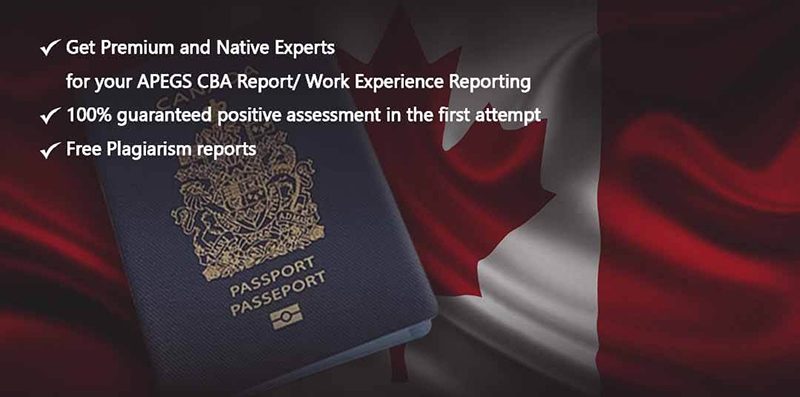 Get Premium and Native Experts
for your APEGS CBA Report/ Work Experience Reporting
100% guaranteed positive assessment in the first attempt
Free Plagiarism reports
CANADA
PASSPORT
PASSEPORT